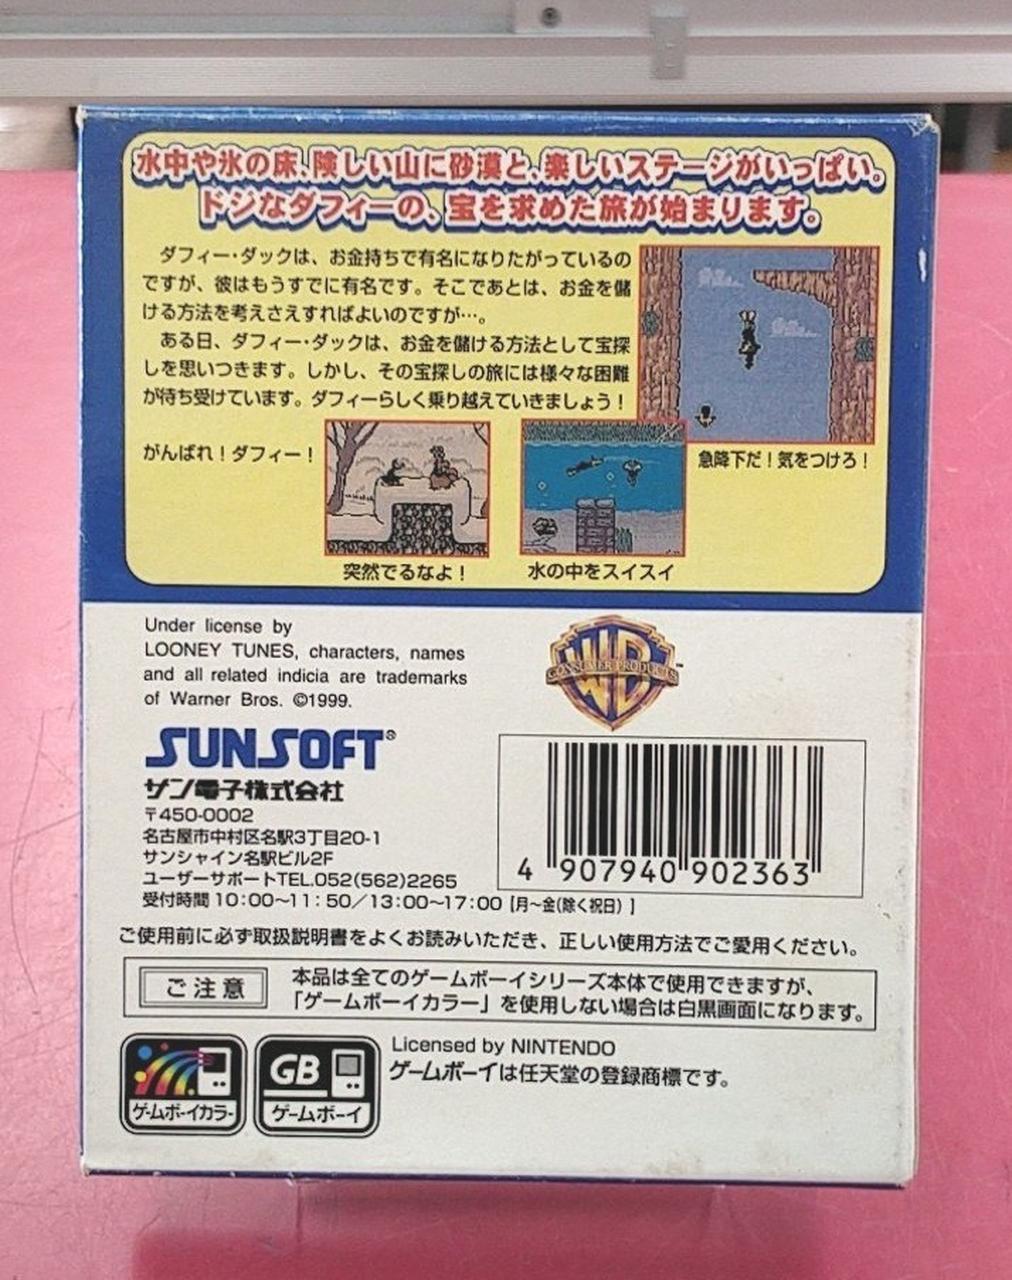 水中や氷の床、険しい山に砂漠と、楽しいステージがいっぱい。
ドジなダフィーの、宝を求めた旅が始まります。
ダフィー・ダックは、お金持ちで有名になりたがっているの
ですが、彼はもうすでに有名です。そこであとは、お金を儲
ける方法を考えさえすればよいのですが…。
ある日、ダフィー・ダックは、お金を儲ける方法として宝探
しを思いつきます。しかし、その宝探しの旅には様々な困難
が待ち受けています。ダフィーらしく乗り越えていきましょう！
がんばれ！ダフィー！
急降下だ！気をつけろ！
突然でるなよ！
水の中をスイスイ
Under license by
LOONEY TUNES, characters, names
and all related indicia are trademarks
of Warner Bros. ©1999.
WB
CONSUMER PRODUCTS
™
SUNSOFT®
サン電子株式会社
〒450-0002
名古屋市中村区名駅3丁目20-1
サンシャイン名駅ビル2F
ユーザーサポートTEL.052(562)2265
受付時間 10:00～11:50／13:00～17:00 [月～金(除く祝日)]
4 907940 902363
ご使用前に必ず取扱説明書をよくお読みいただき、正しい使用方法でご愛用ください。
ご注意
本品は全てのゲームボーイシリーズ本体で使用できますが、
「ゲームボーイカラー」を使用しない場合は白黒画面になります。
ゲームボーイカラー
GB
ゲームボーイ
Licensed by NINTENDO
ゲームボーイは任天堂の登録商標です。